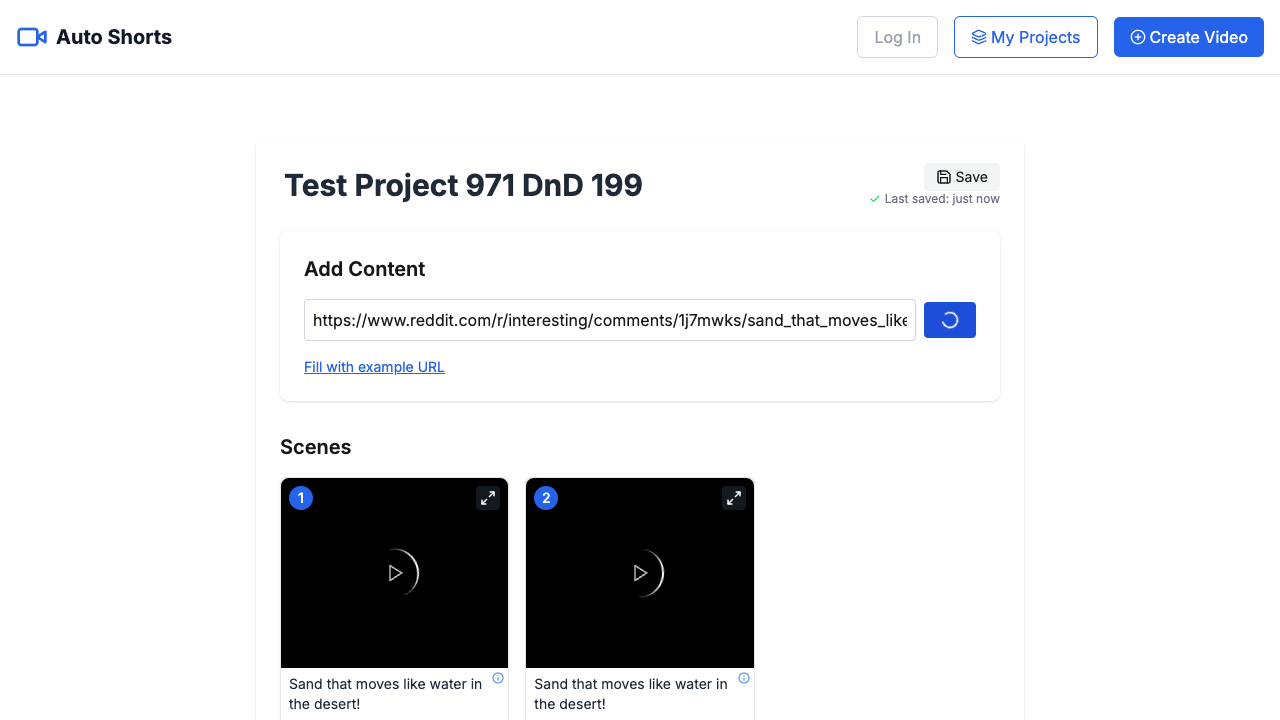 Auto Shorts
Log In
My Projects
Create Video
Test Project 971 DnD 199
Save
Last saved: just now
Add Content
https://www.reddit.com/r/interesting/comments/1j7mwks/sand_that_moves_like
Fill with example URL
Scenes
1
2
Sand that moves like water in
the desert!
Sand that moves like water in
the desert!